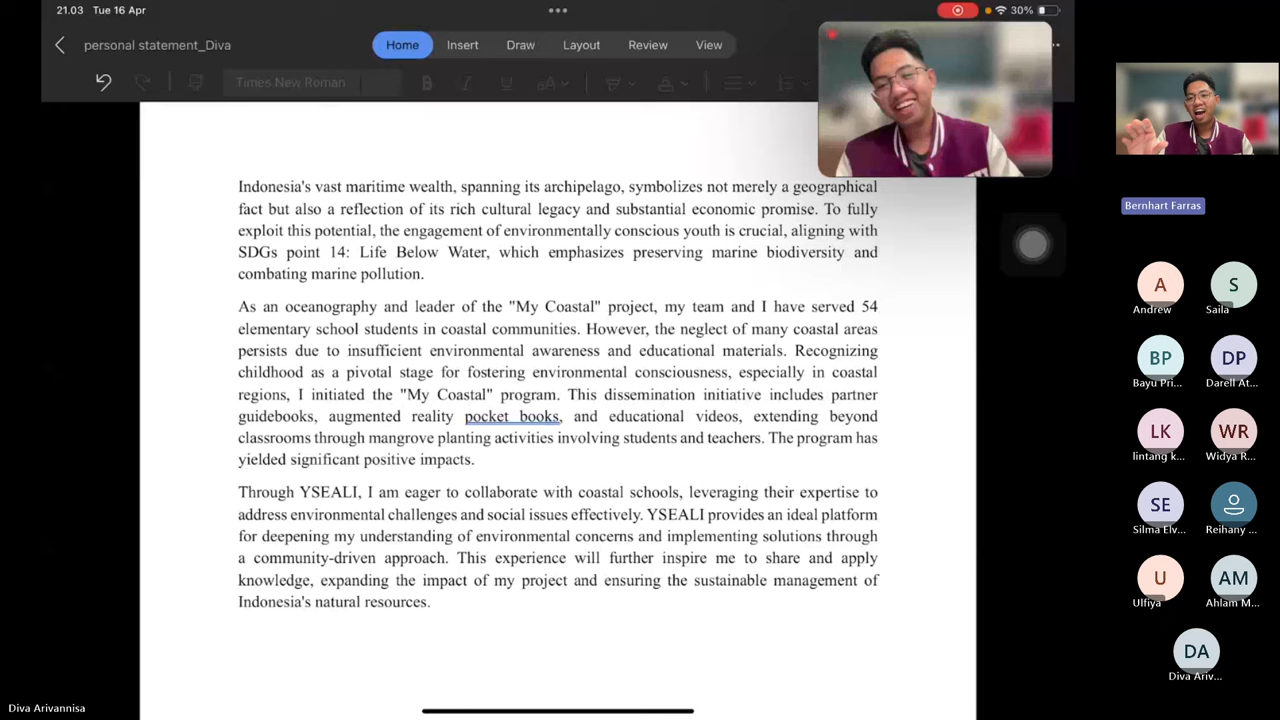 21.03 Tue 16 Apr
30%
personal statement_Diva
Home Insert Draw Layout Review View
Times New Roman
B I U A
Indonesia's vast maritime wealth, spanning its archipelago, symbolizes not merely a geographical
fact but also a reflection of its rich cultural legacy and substantial economic promise. To fully
exploit this potential, the engagement of environmentally conscious youth is crucial, aligning with
SDGs point 14: Life Below Water, which emphasizes preserving marine biodiversity and
combating marine pollution.
As an oceanography and leader of the "My Coastal" project, my team and I have served 54
elementary school students in coastal communities. However, the neglect of many coastal areas
persists due to insufficient environmental awareness and educational materials. Recognizing
childhood as a pivotal stage for fostering environmental consciousness, especially in coastal
regions, I initiated the "My Coastal" program. This dissemination initiative includes partner
guidebooks, augmented reality pocket books, and educational videos, extending beyond
classrooms through mangrove planting activities involving students and teachers. The program has
yielded significant positive impacts.
Through YSEALI, I am eager to collaborate with coastal schools, leveraging their expertise to
address environmental challenges and social issues effectively. YSEALI provides an ideal platform
for deepening my understanding of environmental concerns and implementing solutions through
a community-driven approach. This experience will further inspire me to share and apply
knowledge, expanding the impact of my project and ensuring the sustainable management of
Indonesia's natural resources.
Diva Arivannisa
Bernhart Farras
A S
Andrew Saila
BP DP
Bayu Pri... Darell At...
LK WR
lintang k... Widya R...
SE
Silma Elv... Reihany ...
U AM
Ulfiya Ahlam M...
DA
Diva Ariv...